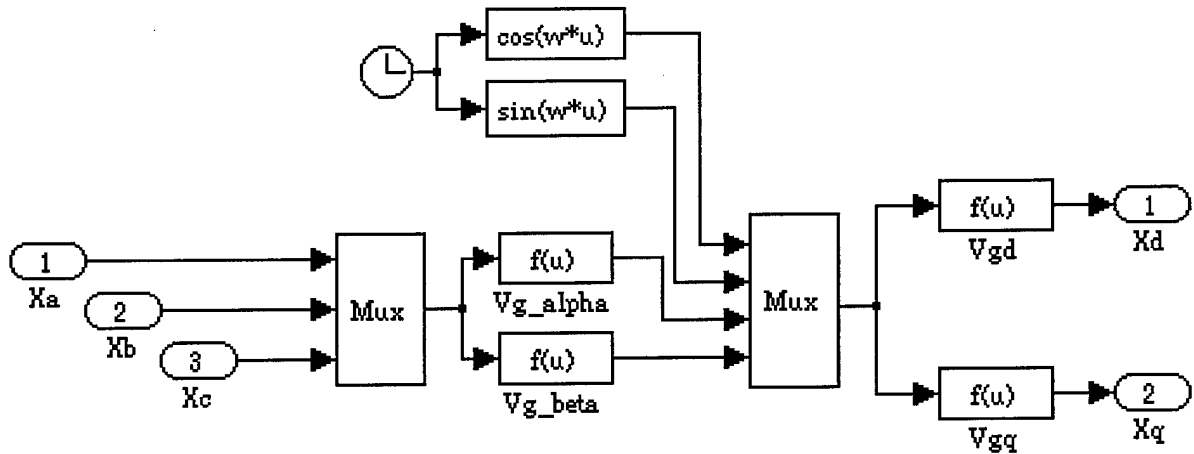 cos(w*u)
sin(w*u)
1
Xa
2
Xb
3
Xc
Mux
f(u)
Vg_alpha
f(u)
Vg_beta
Mux
f(u)
Vgd
1
Xd
f(u)
Vgq
2
Xq